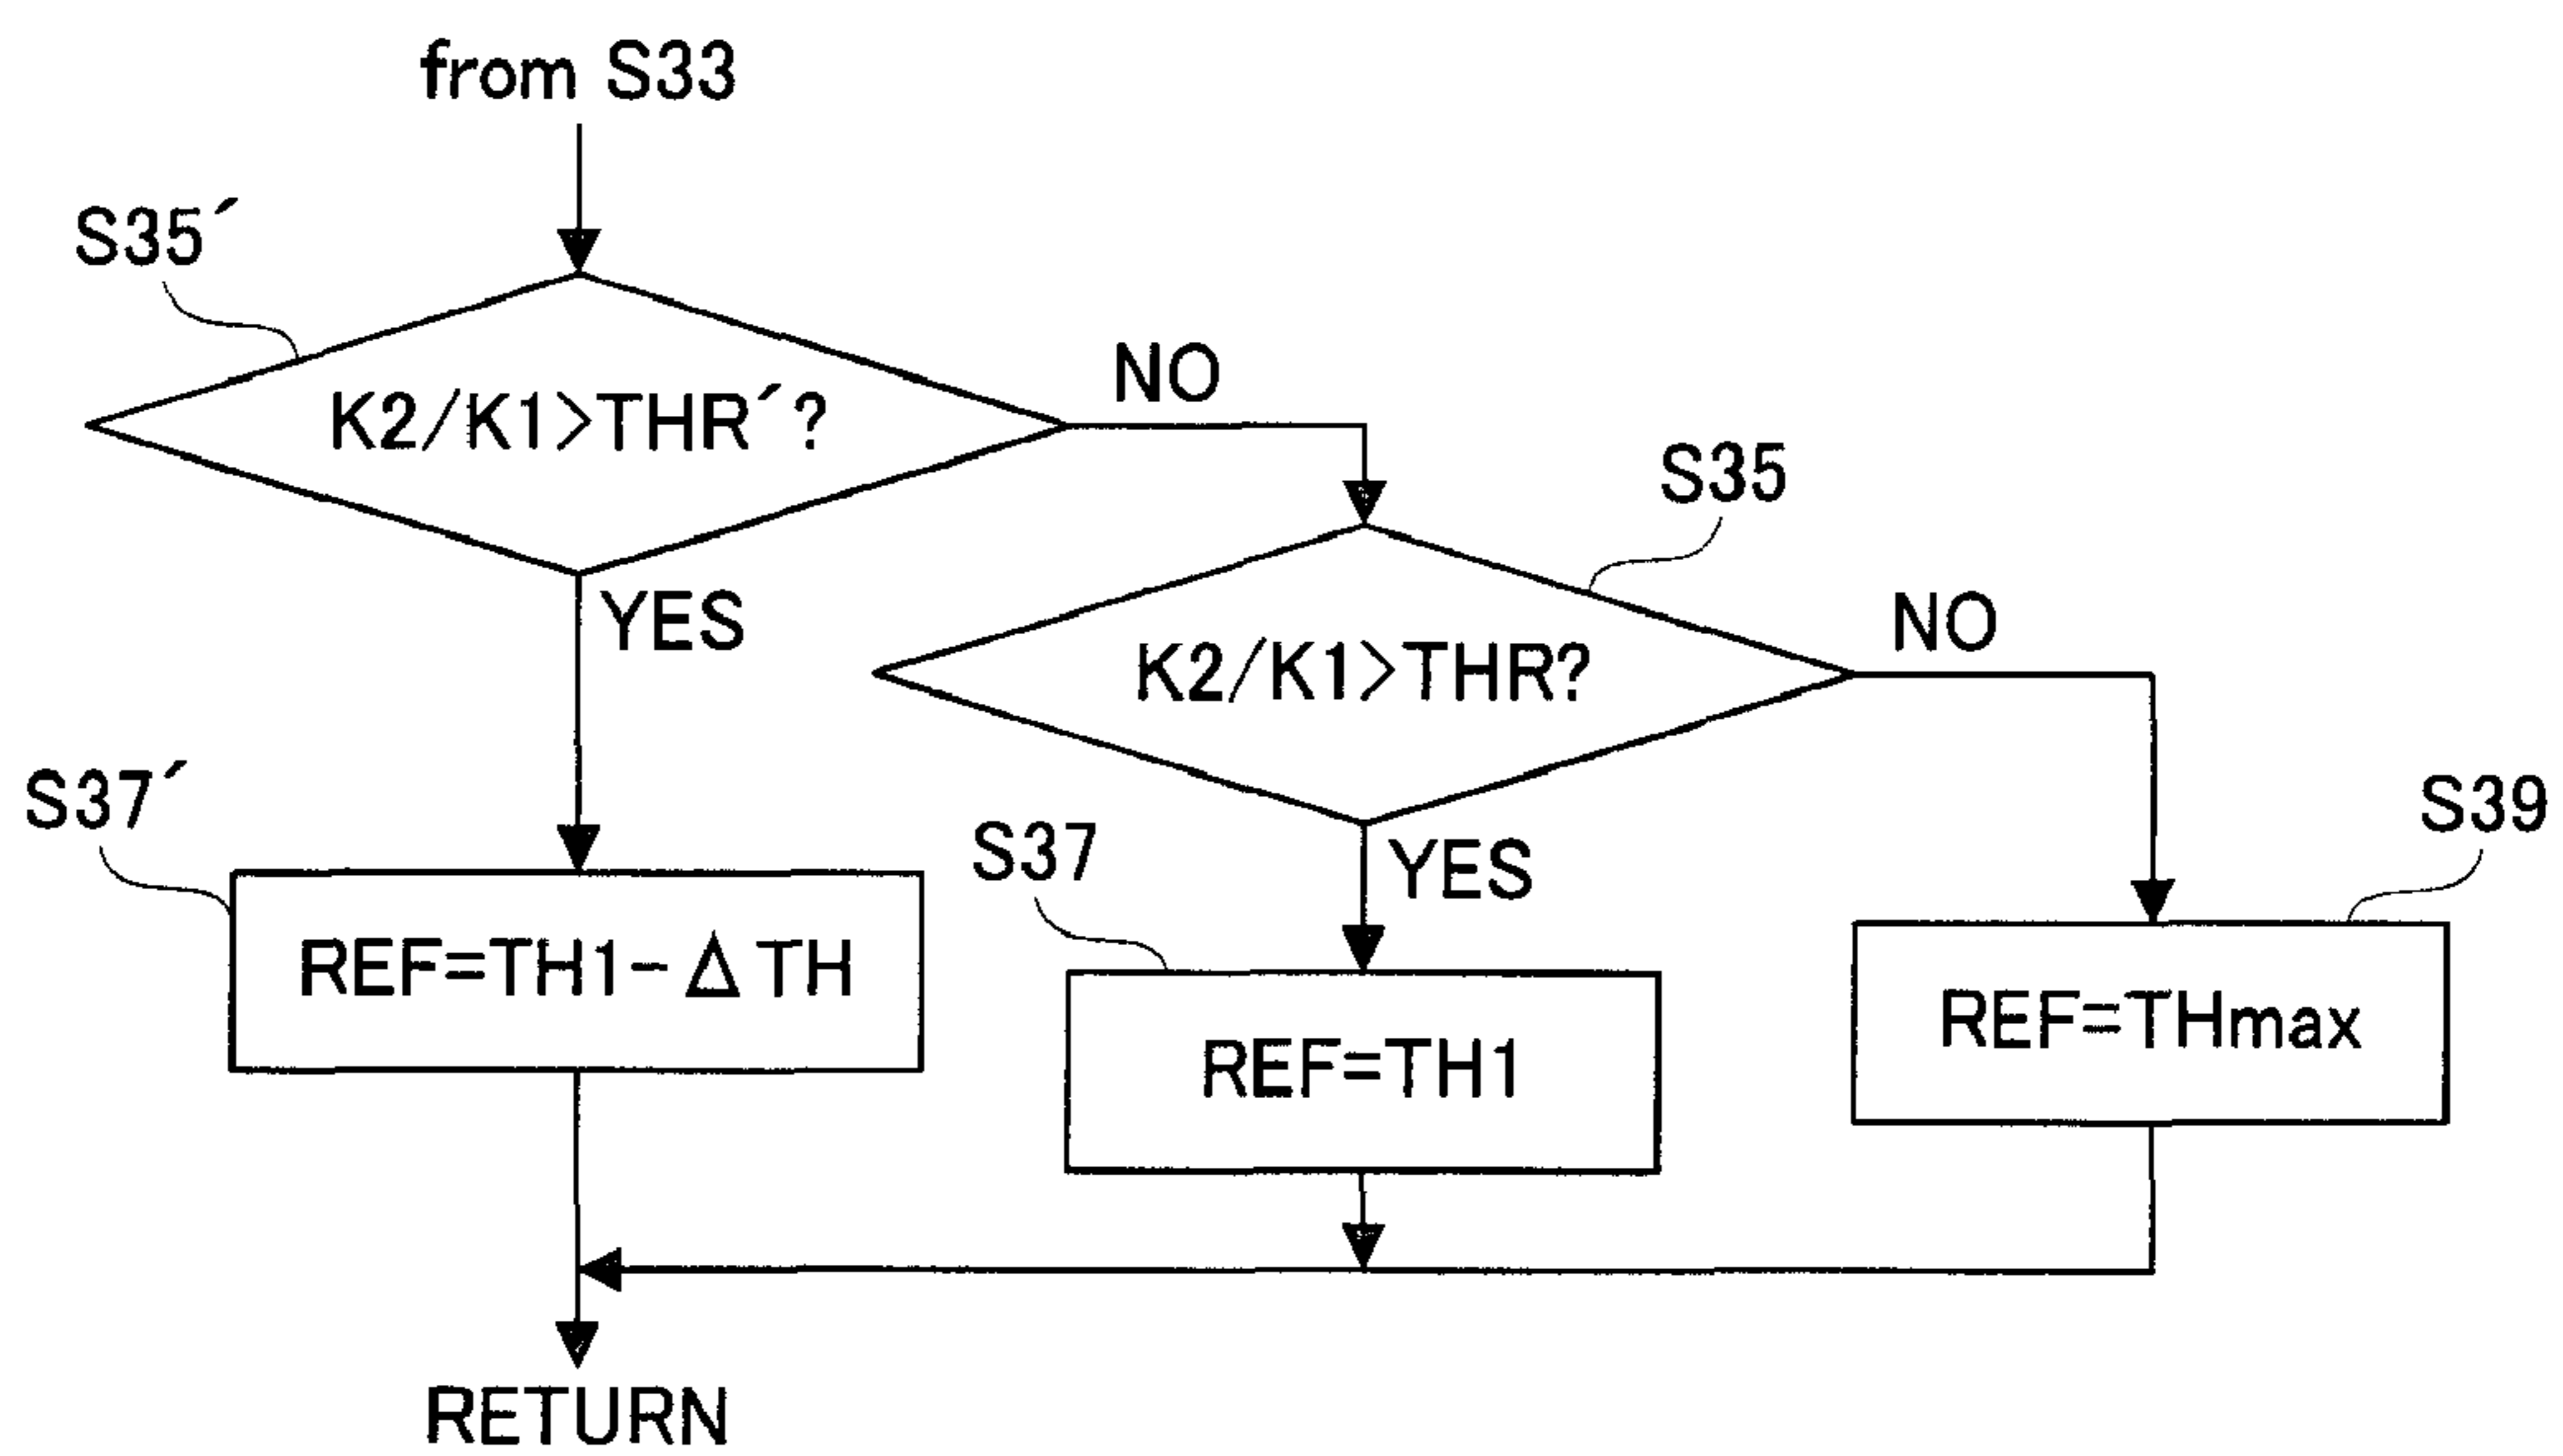 from S33
S35´
K2/K1>THR´?
NO
YES
S35
K2/K1>THR?
NO
YES
S37´
REF=TH1-ΔTH
S37
REF=TH1
S39
REF=THmax
RETURN